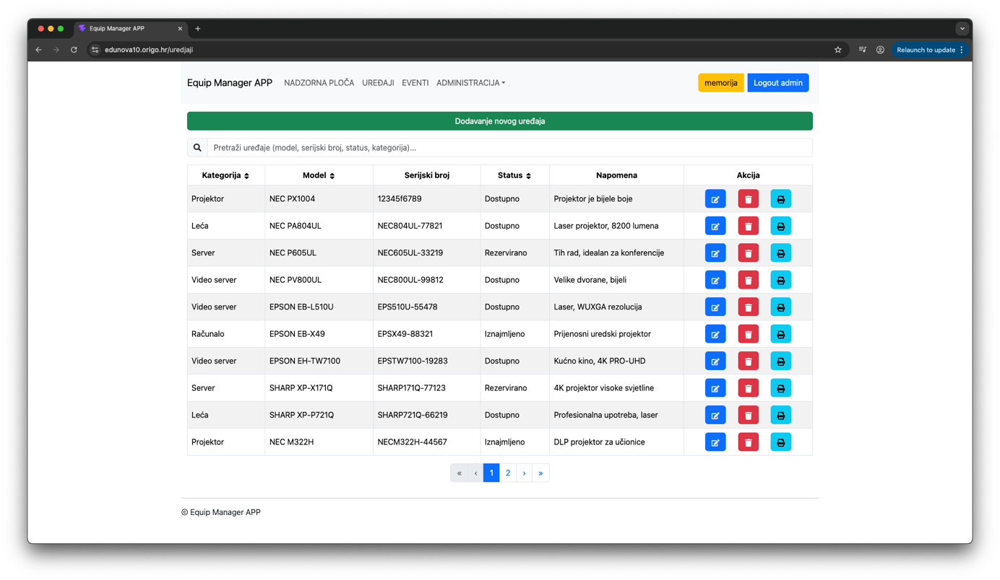 Equip Manager APP
edunova10.origo.hr/uredjaji
Relaunch to update
Equip Manager APP NADZORNA PLOČA UREĐAJI EVENTI ADMINISTRACIJA memorija Logout admin
Dodavanje novog uređaja
Pretraži uređaje (model, serijski broj, status, kategorija)...
Kategorija Model Serijski broj Status Napomena Akcija
Projektor NEC PX1004 12345f6789 Dostupno Projektor je bijele boje
Leća NEC PA804UL NEC804UL-77821 Dostupno Laser projektor, 8200 lumena
Server NEC P605UL NEC605UL-33219 Rezervirano Tih rad, idealan za konferencije
Video server NEC PV800UL NEC800UL-99812 Dostupno Velike dvorane, bijeli
Video server EPSON EB-L510U EPS510U-55478 Dostupno Laser, WUXGA rezolucija
Računalo EPSON EB-X49 EPSX49-88321 Iznajmljeno Prijenosni uredski projektor
Video server EPSON EH-TW7100 EPSTW7100-19283 Dostupno Kućno kino, 4K PRO-UHD
Server SHARP XP-X171Q SHARP171Q-77123 Rezervirano 4K projektor visoke svjetline
Leća SHARP XP-P721Q SHARP721Q-66219 Dostupno Profesionalna upotreba, laser
Projektor NEC M322H NECM322H-44567 Iznajmljeno DLP projektor za učionice
« ‹ 1 2 › »
© Equip Manager APP